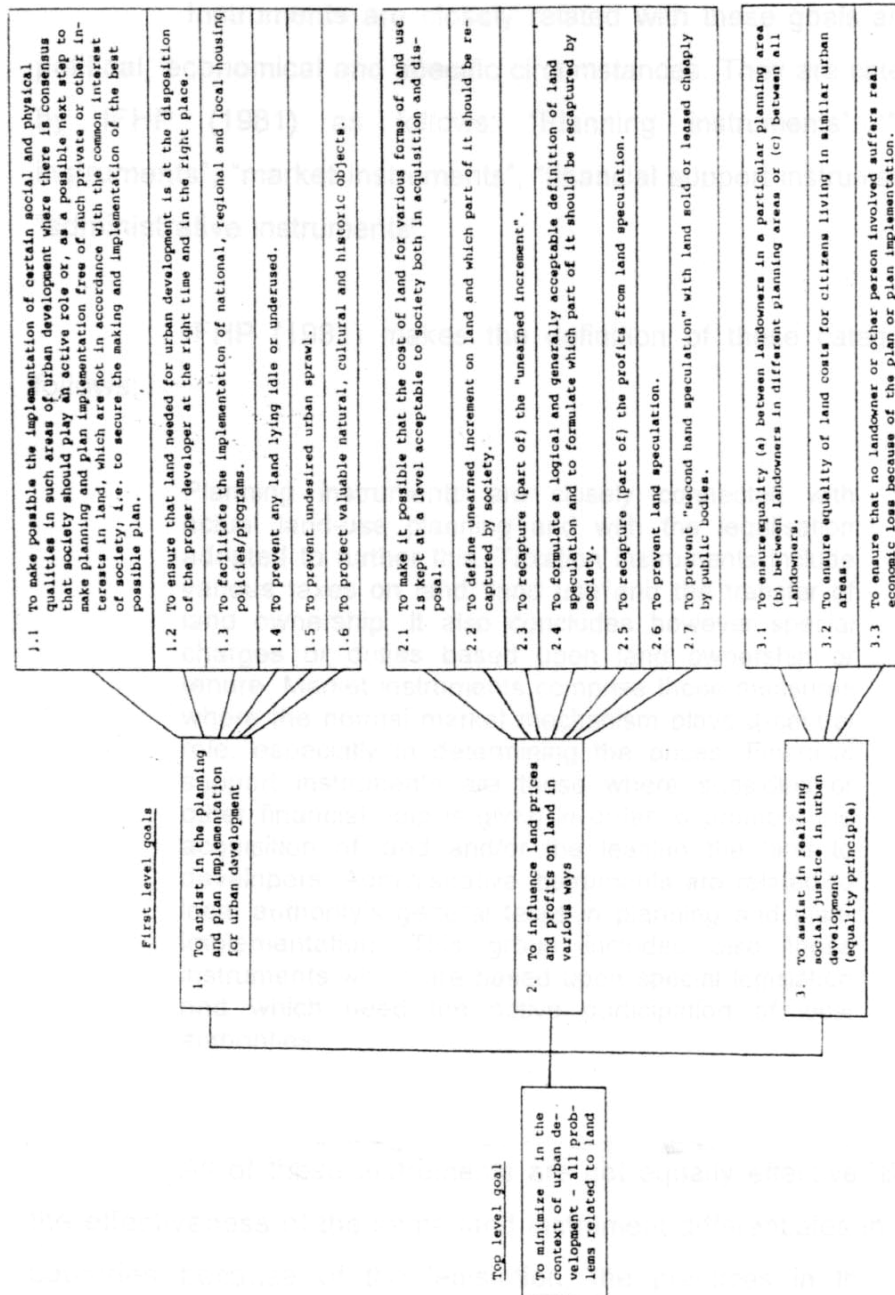 Top level goal
To minimize in the
context of urban de-
velopment - all prob-
lems related to land
First level goals
1. To assist in the planning
and plan implementation
for urban development
2. To influence land prices
and profits on land in
various ways
3. To assist in realising
social justice in urban
development
(equality principle)
1.1 To make possible the implementation of certain social and physical
qualities in such areas of urban development where there is consensus
that society should play an active role or, as a possible next step to
make planning and plan implementation free of such private or other in-
terests in land, which are not in accordance with the common interest
of society; i.e. to secure the making and implementation of the best
possible plan.
1.2 To ensure that land needed for urban development is at the disposition
of the proper developer at the right time and in the right place.
1.3 To facilitate the implementation of national, regional and local housing
policies/programs.
1.4 To prevent any land lying idle or underused.
1.5 To prevent undesired urban sprawl.
1.6 To protect valuable natural, cultural and historic objects.
2.1 To make it possible that the cost of land for various forms of land use
is kept at a level acceptable to society both in acquisition and dis-
posal.
2.2 To define unearned increment on land and which part of it should be re-
captured by society.
2.3 To recapture (part of) the "unearned increment".
2.4 To formulate a logical and generally acceptable definition of land
speculation and to formulate which part of it should be recaptured by
society.
2.5 To recapture (part of) the profits from land speculation.
2.6 To prevent land speculation.
2.7 To prevent "second hand speculation" with land sold or leased cheaply
by public bodies.
3.1 To ensure equality (a) between landowners in a particular planning area
(b) between landowners in different planning areas or (c) between all
landowners.
3.2 To ensure equality of land costs for citizens living in similar urban
areas.
3.3 To ensure that no landowner or other person involved suffers real
economic loss because of the plan or plan implementation.